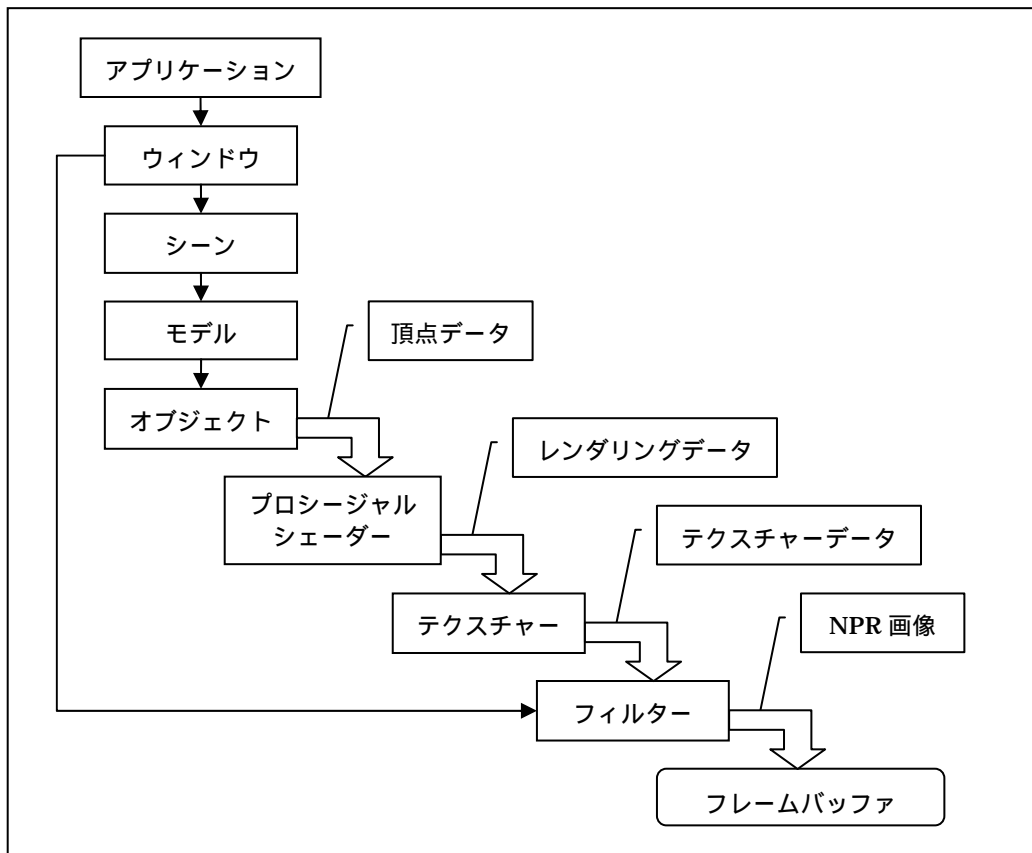 アプリケーション
ウィンドウ
シーン
モデル
頂点データ
オブジェクト
レンダリングデータ
プロシージャル
シェーダー
テクスチャーデータ
テクスチャー
NPR 画像
フィルター
フレームバッファ